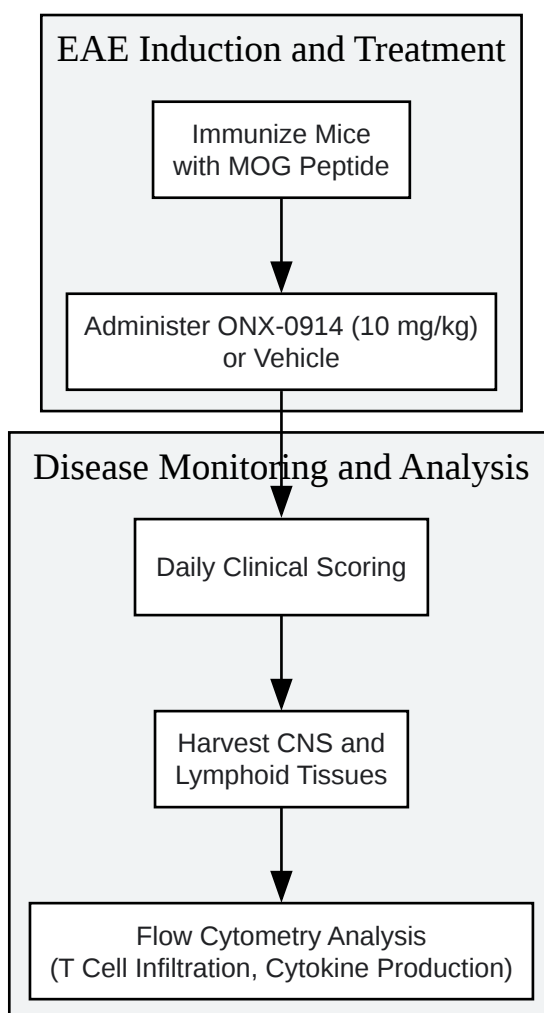 EAE Induction and Treatment
Immunize Mice
with MOG Peptide
Administer ONX-0914 (10 mg/kg)
or Vehicle
Disease Monitoring and Analysis
Daily Clinical Scoring
Harvest CNS and
Lymphoid Tissues
Flow Cytometry Analysis
(T Cell Infiltration, Cytokine Production)